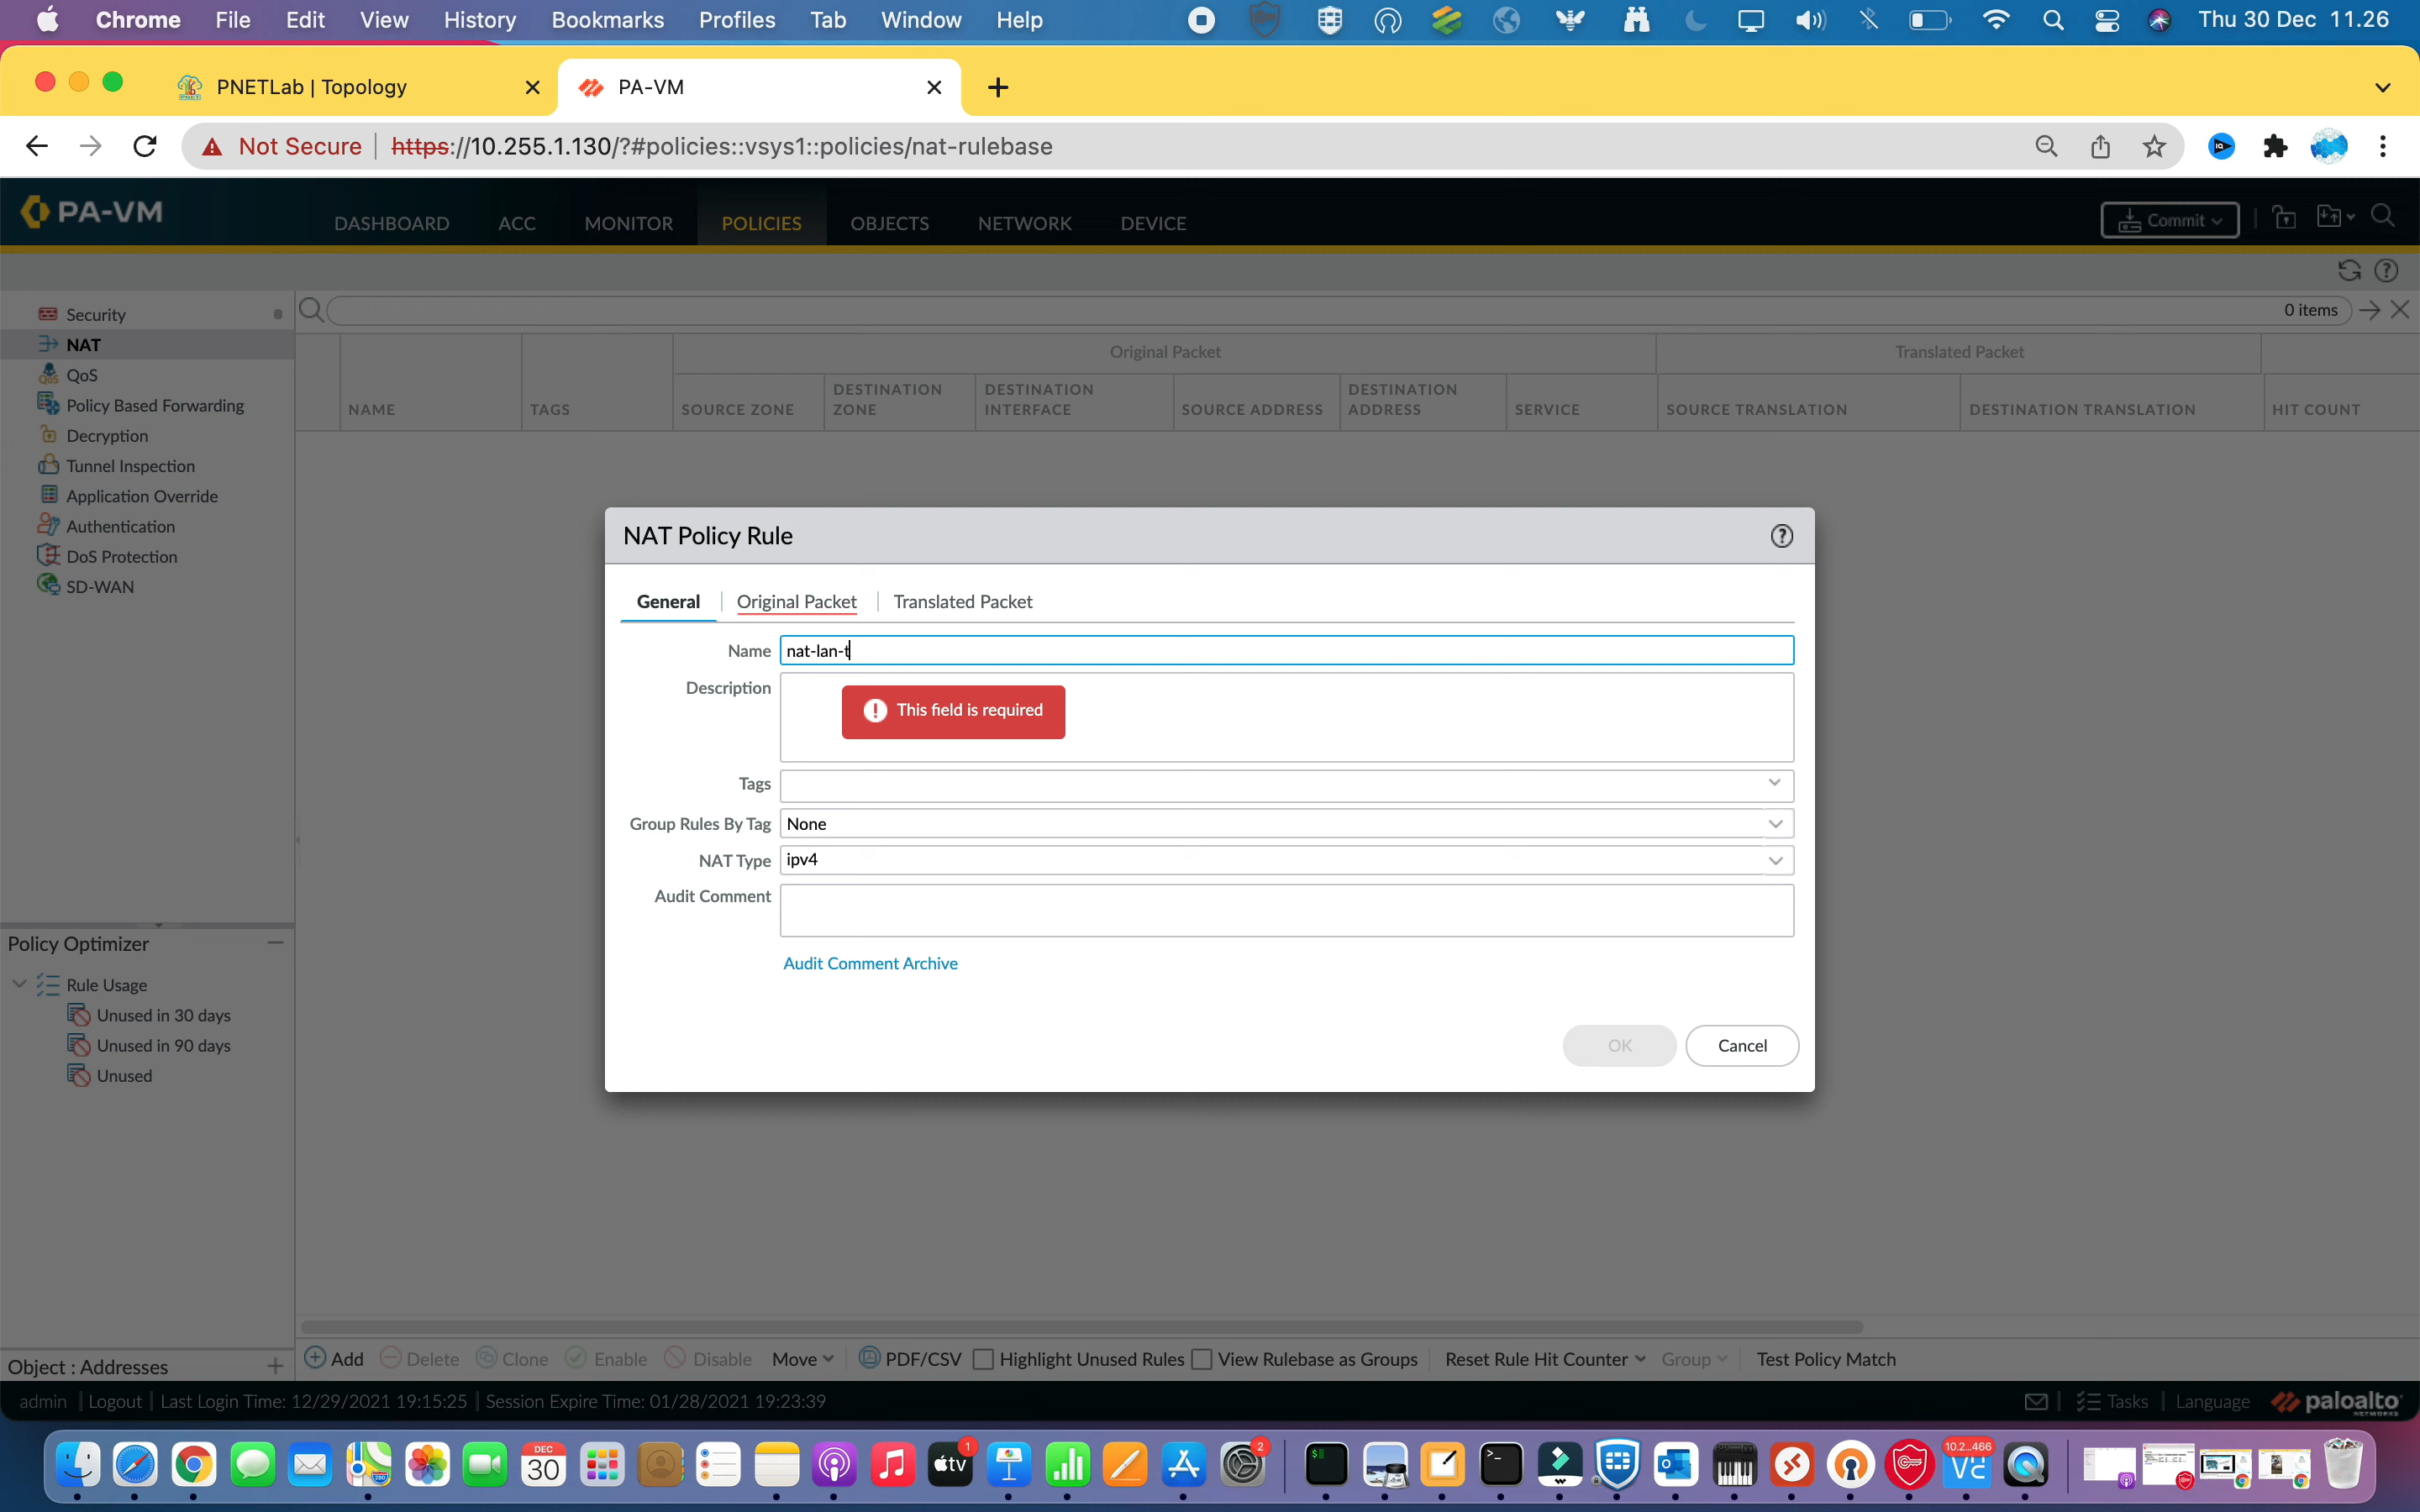 Chrome File Edit View History Bookmarks Profiles Tab Window Help Thu 30 Dec 11.26
PNETLab | Topology PA-VM
Not Secure https://10.255.1.130/?#policies::vsys1::policies/nat-rulebase
PA-VM DASHBOARD ACC MONITOR POLICIES OBJECTS NETWORK DEVICE Commit
Security
NAT
QoS
Policy Based Forwarding
Decryption
Tunnel Inspection
Application Override
Authentication
DoS Protection
SD-WAN
0 items
Original Packet Translated Packet
NAME TAGS SOURCE ZONE DESTINATION ZONE DESTINATION INTERFACE SOURCE ADDRESS DESTINATION ADDRESS SERVICE SOURCE TRANSLATION DESTINATION TRANSLATION HIT COUNT
NAT Policy Rule
General Original Packet Translated Packet
Name nat-lan-t
Description
This field is required
Tags
Group Rules By Tag None
NAT Type ipv4
Audit Comment
Audit Comment Archive
OK Cancel
Policy Optimizer
Rule Usage
Unused in 30 days
Unused in 90 days
Unused
Object : Addresses
Add Delete Clone Enable Disable Move PDF/CSV Highlight Unused Rules View Rulebase as Groups Reset Rule Hit Counter Group Test Policy Match
admin | Logout | Last Login Time: 12/29/2021 19:15:25 | Session Expire Time: 01/28/2021 19:23:39 Tasks | Language paloalto NETWORKS
DEC
30
tv
1
2
10.2...466